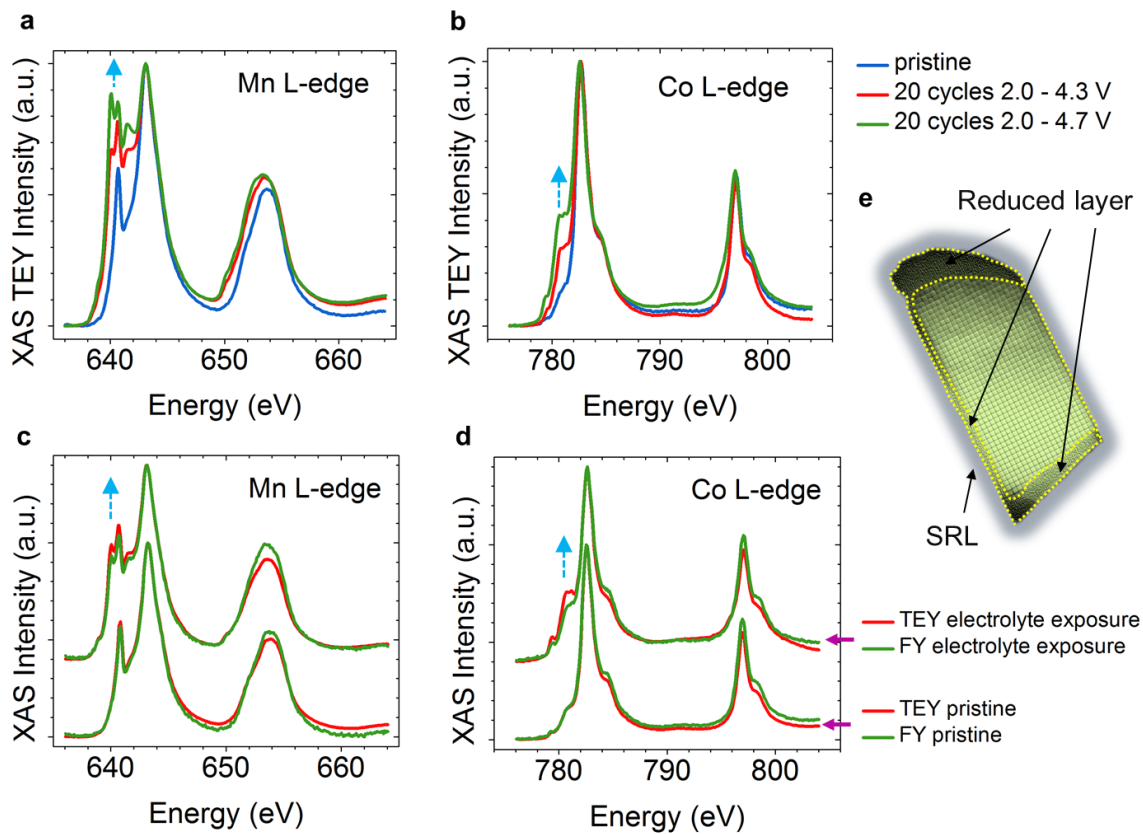 a
Mn L-edge
XAS TEY Intensity (a.u.)
640 650 660
Energy (eV)
b
Co L-edge
XAS TEY Intensity (a.u.)
780 790 800
Energy (eV)
pristine
20 cycles 2.0 - 4.3 V
20 cycles 2.0 - 4.7 V
c
Mn L-edge
XAS Intensity (a.u.)
640 650 660
Energy (eV)
d
Co L-edge
XAS Intensity (a.u.)
780 790 800
Energy (eV)
e
Reduced layer
SRL
TEY electrolyte exposure
FY electrolyte exposure
TEY pristine
FY pristine